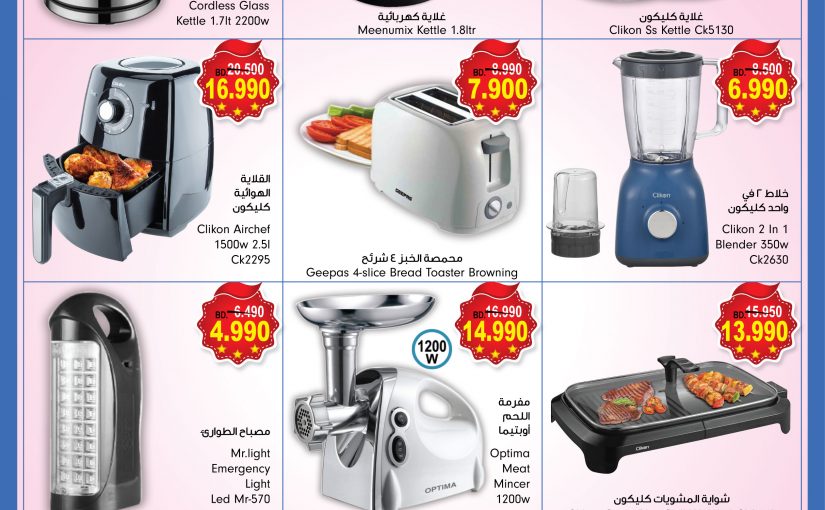 Cordless Glass
Kettle 1.7lt 2200w
غلاية كهربائية
Meenumix Kettle 1.8ltr
غلاية كليكون
Clikon Ss Kettle Ck5130
BD. 20.500
16.990
Clikon
القلاية
الهوائية
كليكون
Clikon Airchef
1500w 2.5l
Ck2295
BD. 8.990
7.900
GEEPAS
محمصة الخبز ٤ شرئح
Geepas 4-slice Bread Toaster Browning
BD. 8.500
6.990
Clikon
خلاط ٢ في
واحد كليكون
Clikon 2 In 1
Blender 350w
Ck2630
BD. 6.490
4.990
مصباح الطوارئ
Mr.light
Emergency
Light
Led Mr-570
BD. 16.990
14.990
1200
W
OPTIMA
مفرمة
اللحم
أوبتيما
Optima
Meat
Mincer
1200w
BD. 15.950
13.990
Clikon
شواية المشويات كليكون